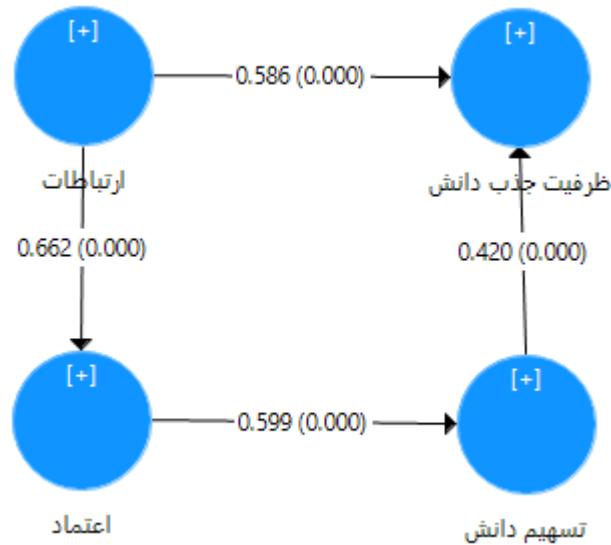 [+]
[+]
0.586 (0.000)
ارتباطات
ظرفیت جذب دانش
0.662 (0.000)
0.420 (0.000)
[+]
[+]
0.599 (0.000)
اعتماد
تسهیم دانش